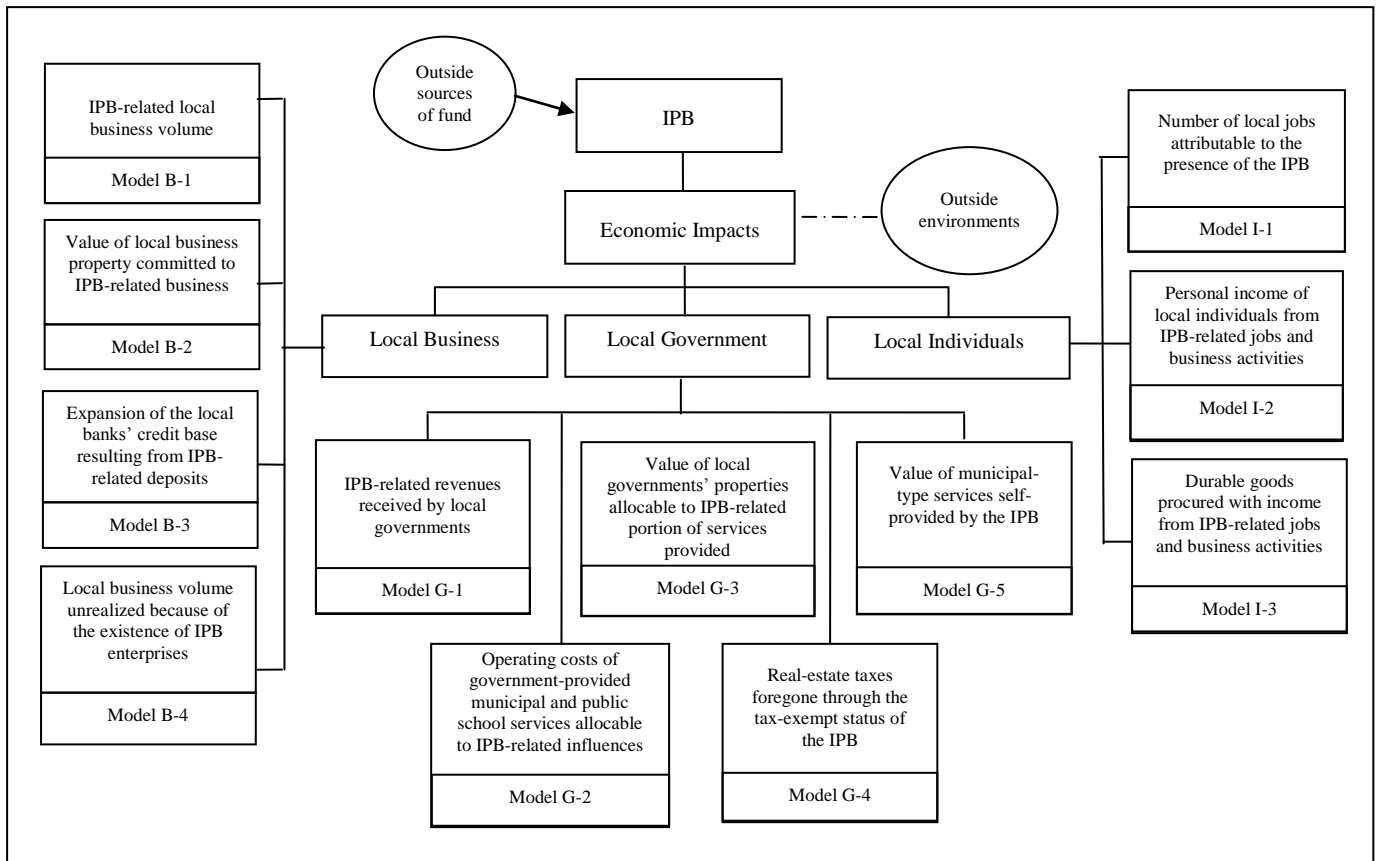 Outside
sources
of fund
IPB
Economic Impacts
Outside
environments
Local Business
Local Government
Local Individuals
IPB-related local
business volume
Model B-1
Value of local business
property committed to
IPB-related business
Model B-2
Expansion of the local
banks’ credit base
resulting from IPB-
related deposits
Model B-3
Local business volume
unrealized because of
the existence of IPB
enterprises
Model B-4
IPB-related revenues
received by local
governments
Model G-1
Operating costs of
government-provided
municipal and public
school services allocable
to IPB-related influences
Model G-2
Value of local
governments’ properties
allocable to IPB-related
portion of services
provided
Model G-3
Real-estate taxes
foregone through the
tax-exempt status of
the IPB
Model G-4
Value of municipal-
type services self-
provided by the IPB
Model G-5
Number of local jobs
attributable to the
presence of the IPB
Model I-1
Personal income of
local individuals from
IPB-related jobs and
business activities
Model I-2
Durable goods
procured with income
from IPB-related jobs
and business activities
Model I-3